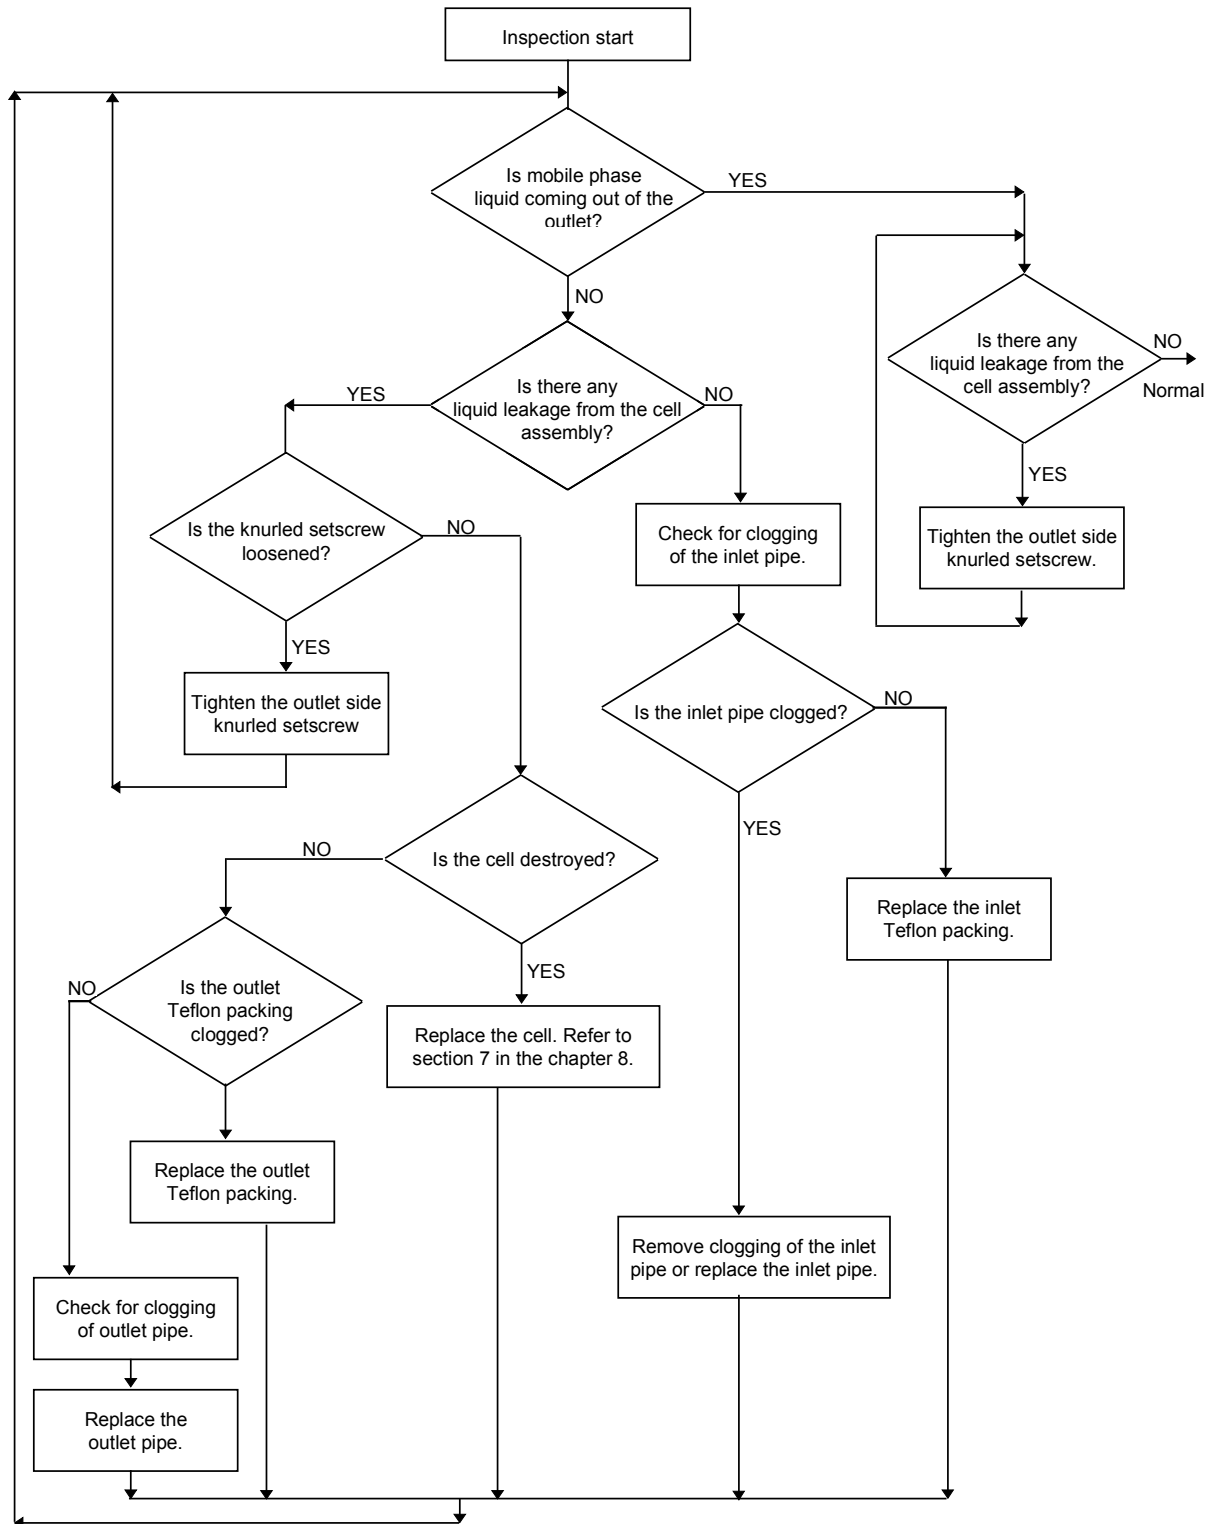 Inspection start
Is mobile phase
liquid coming out of the
outlet?
YES
NO
Is there any
liquid leakage from the
cell assembly?
NO
Normal
YES
Tighten the outlet side
knurled setscrew.
Is there any
liquid leakage from the cell
assembly?
YES
NO
Is the knurled setscrew
loosened?
NO
YES
Tighten the outlet side
knurled setscrew
Check for clogging
of the inlet pipe.
Is the inlet pipe clogged?
NO
YES
Is the cell destroyed?
NO
YES
Replace the inlet
Teflon packing.
Is the outlet
Teflon packing
clogged?
NO
Replace the cell. Refer to
section 7 in the chapter 8.
Replace the outlet
Teflon packing.
Remove clogging of the inlet
pipe or replace the inlet pipe.
Check for clogging
of outlet pipe.
Replace the
outlet pipe.